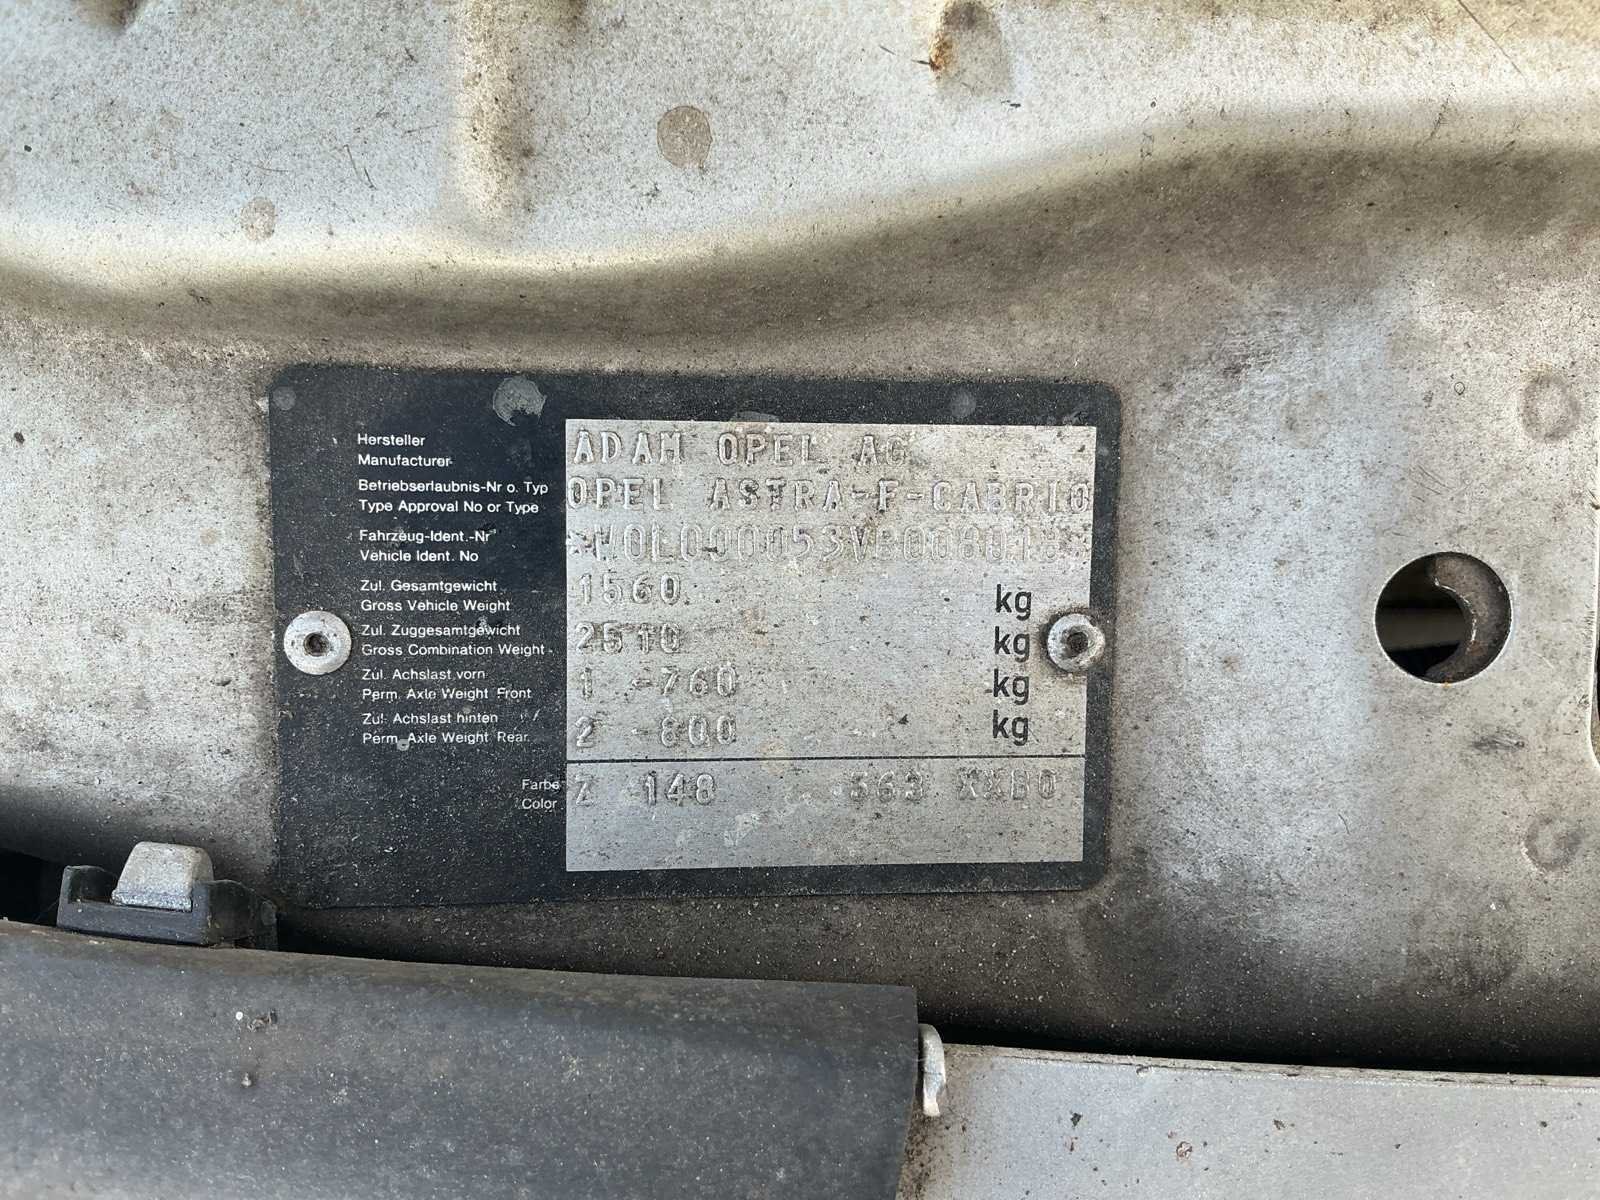 Hersteller
Manufacturer
ADAM OPEL AG
Betriebserlaubnis-Nr o. Typ
Type Approval No or Type
OPEL ASTRA-F-CABRIO
Fahrzeug-Ident.-Nr
Vehicle Ident. No
Zul. Gesamtgewicht
Gross Vehicle Weight
1560 kg
Zul. Zuggesamtgewicht
Gross Combination Weight
2510 kg
Zul. Achslast vorn
Perm. Axle Weight Front
1 -760 kg
Zul. Achslast hinten
Perm. Axle Weight Rear
2 -800 kg
Farbe
Color
Z 148 563 XXB0